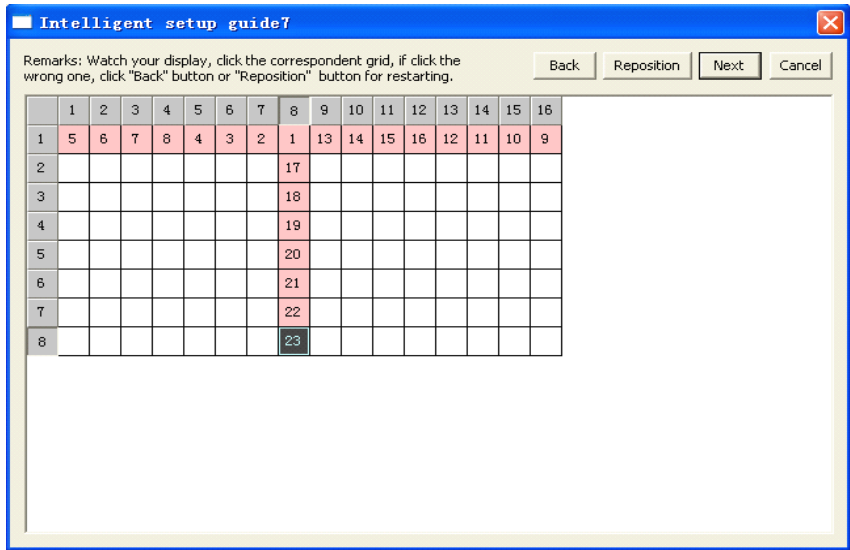 Intelligent setup guide7
Remarks: Watch your display, click the correspondent grid, if click the
wrong one, click "Back" button or "Reposition" button for restarting.
Back Reposition Next Cancel
1 2 3 4 5 6 7 8 9 10 11 12 13 14 15 16
1 5 6 7 8 4 3 2 1 13 14 15 16 12 11 10 9
2 17
3 18
4 19
5 20
6 21
7 22
8 23